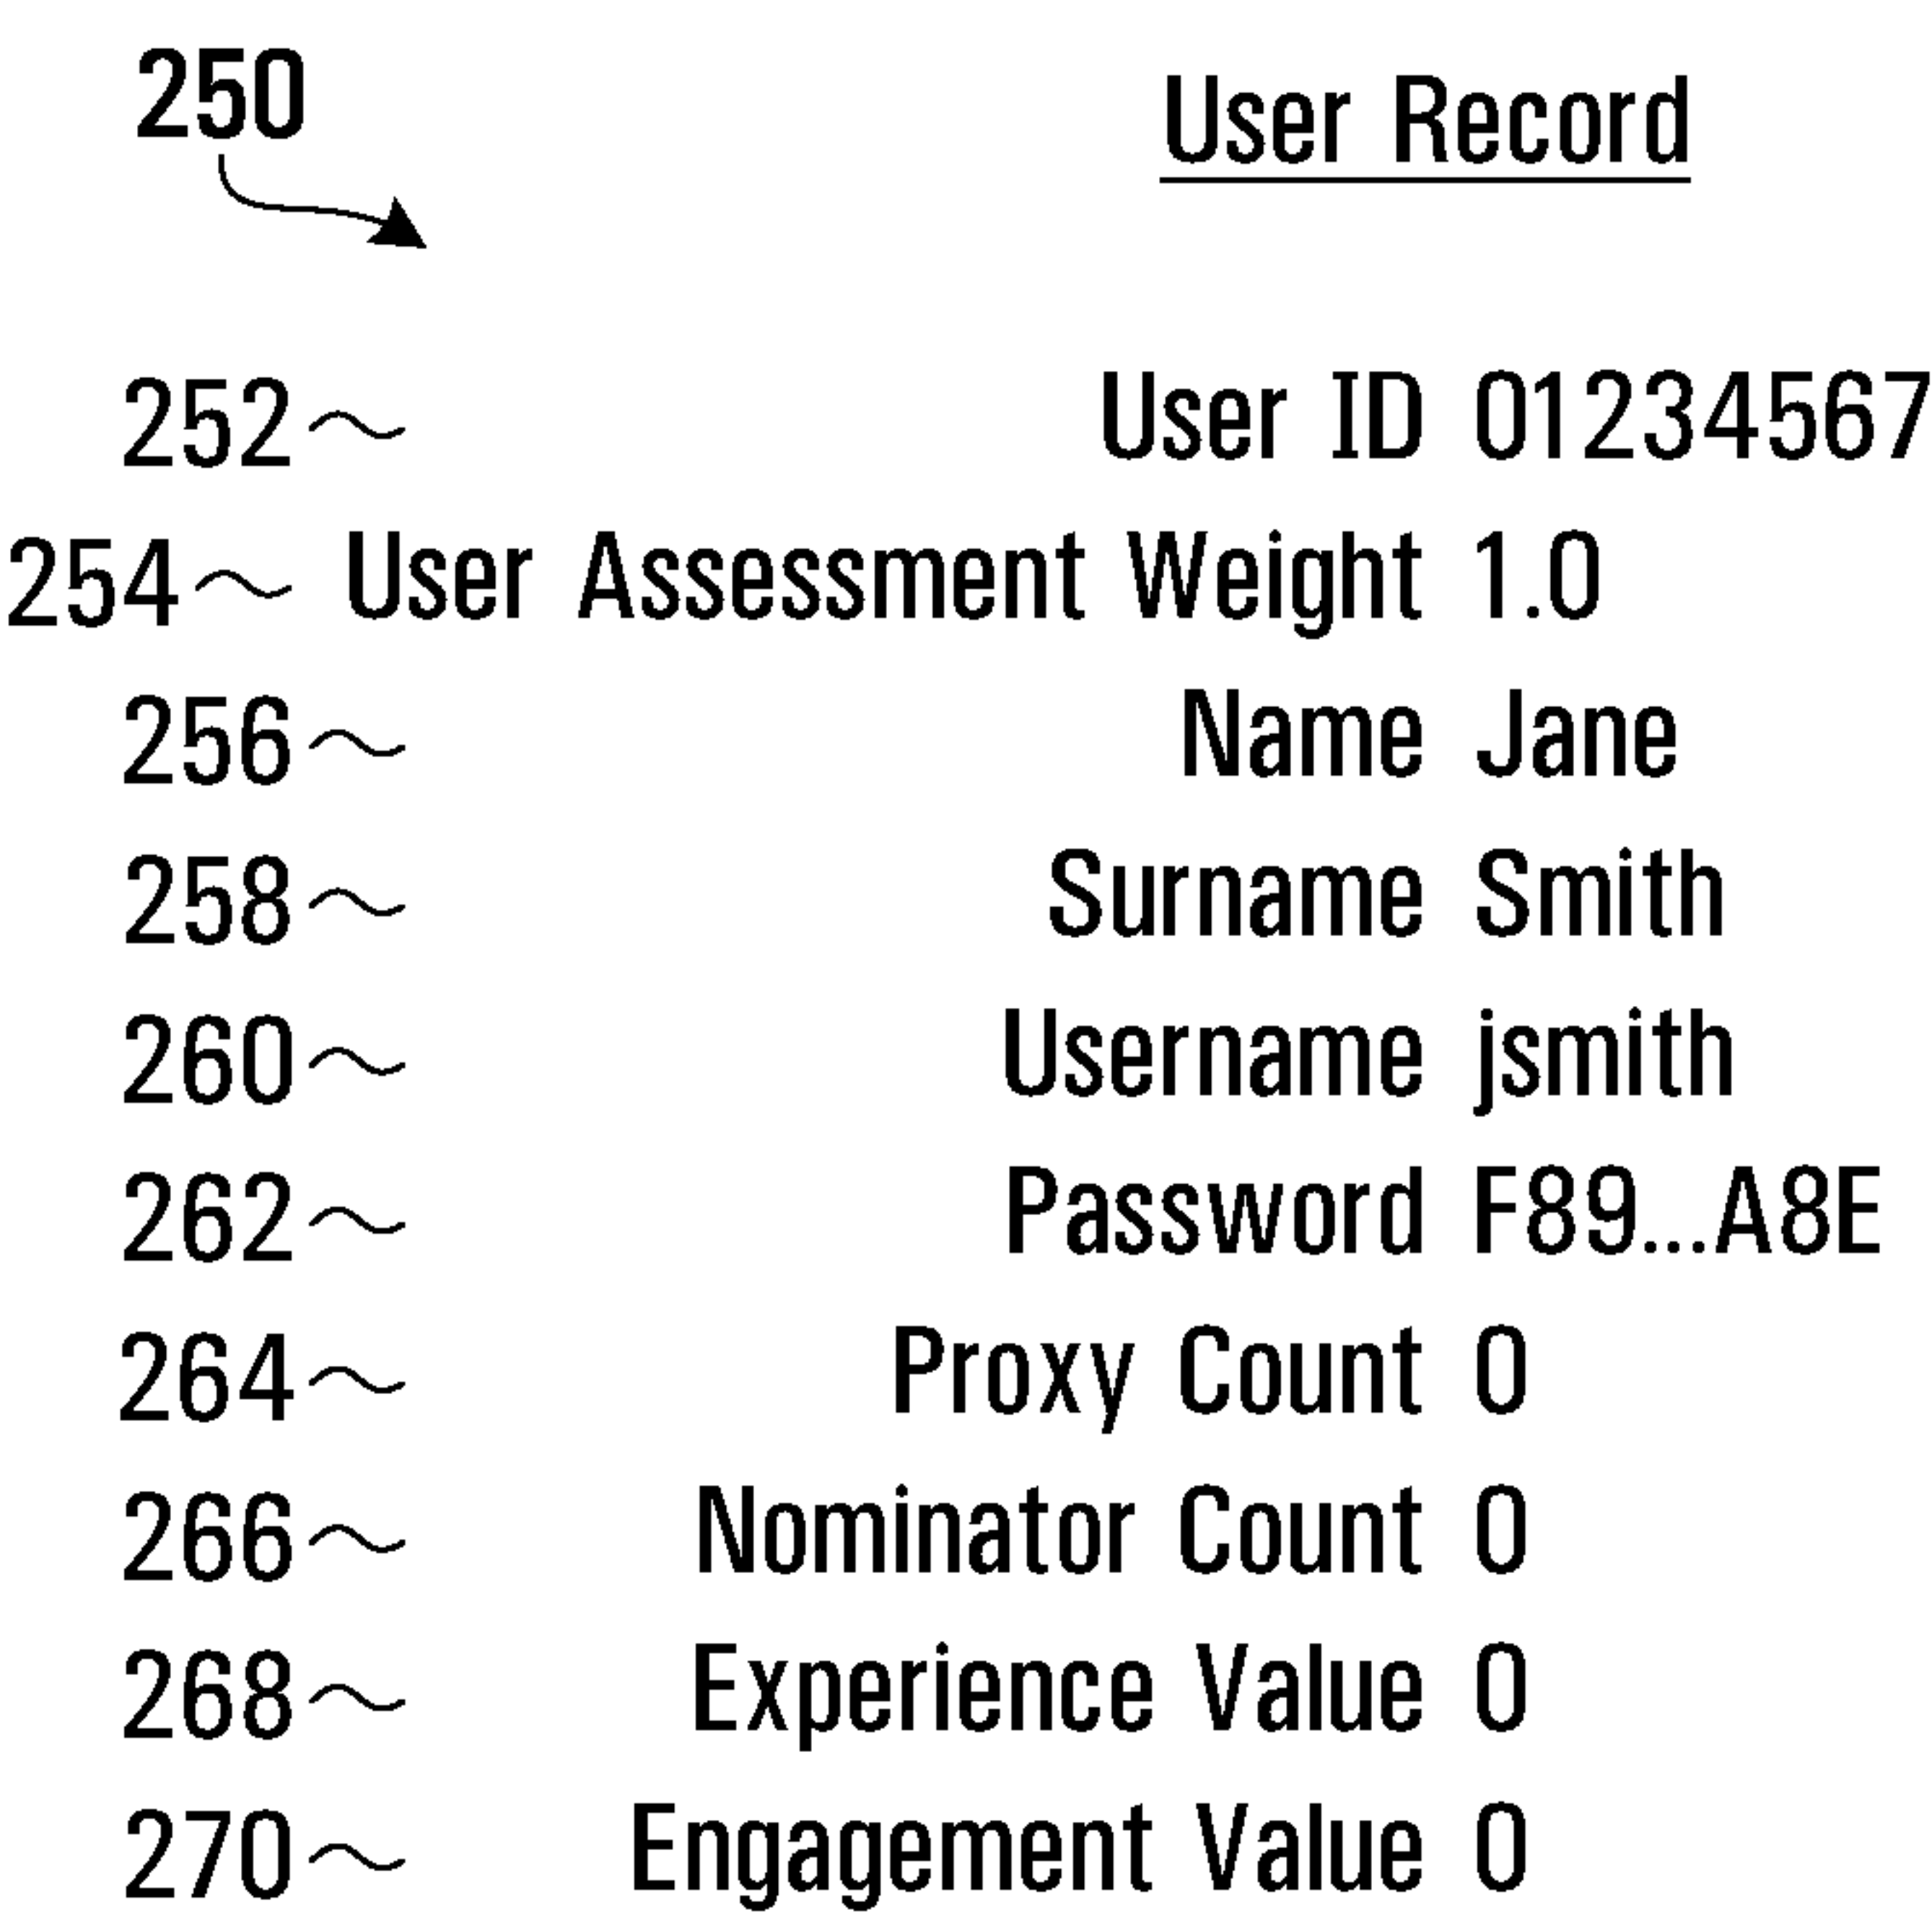 250
User Record
252 User ID 01234567
254 User Assessment Weight 1.0
256 Name Jane
258 Surname Smith
260 Username jsmith
262 Password F89...A8E
264 Proxy Count 0
266 Nominator Count 0
268 Experience Value 0
270 Engagement Value 0